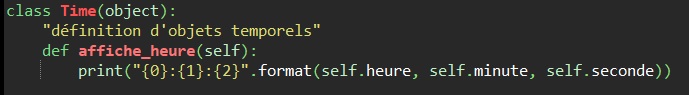 class Time(object):
    "définition d'objets temporels"
    def affiche_heure(self):
        print("{0}:{1}:{2}".format(self.heure, self.minute, self.seconde))